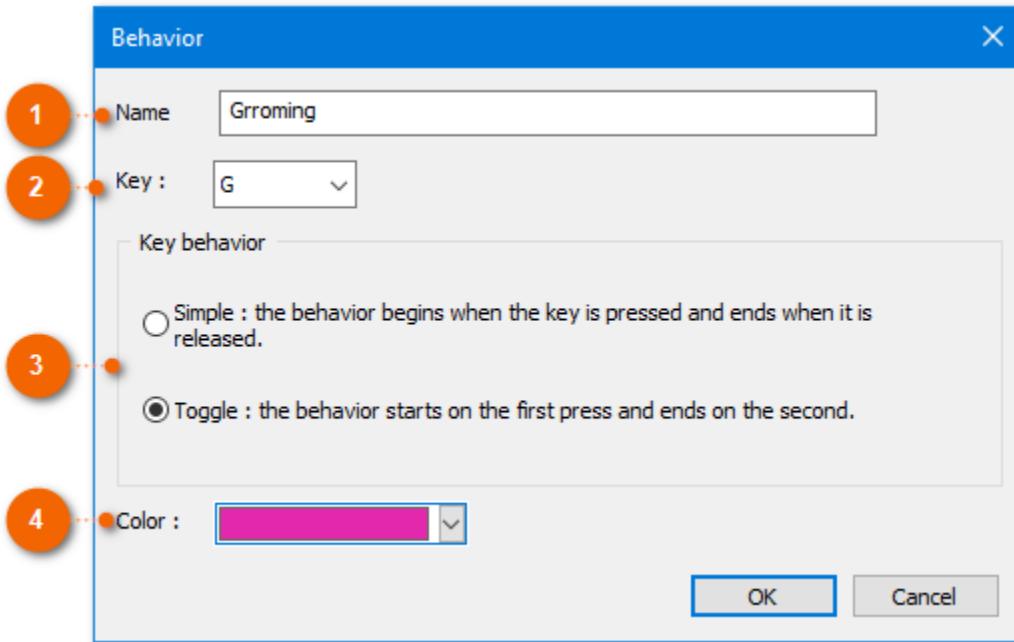 Behavior
1
Name
Grroming
2
Key :
G
Key behavior
Simple : the behavior begins when the key is pressed and ends when it is
released.
3
Toggle : the behavior starts on the first press and ends on the second.
4
Color :
OK
Cancel